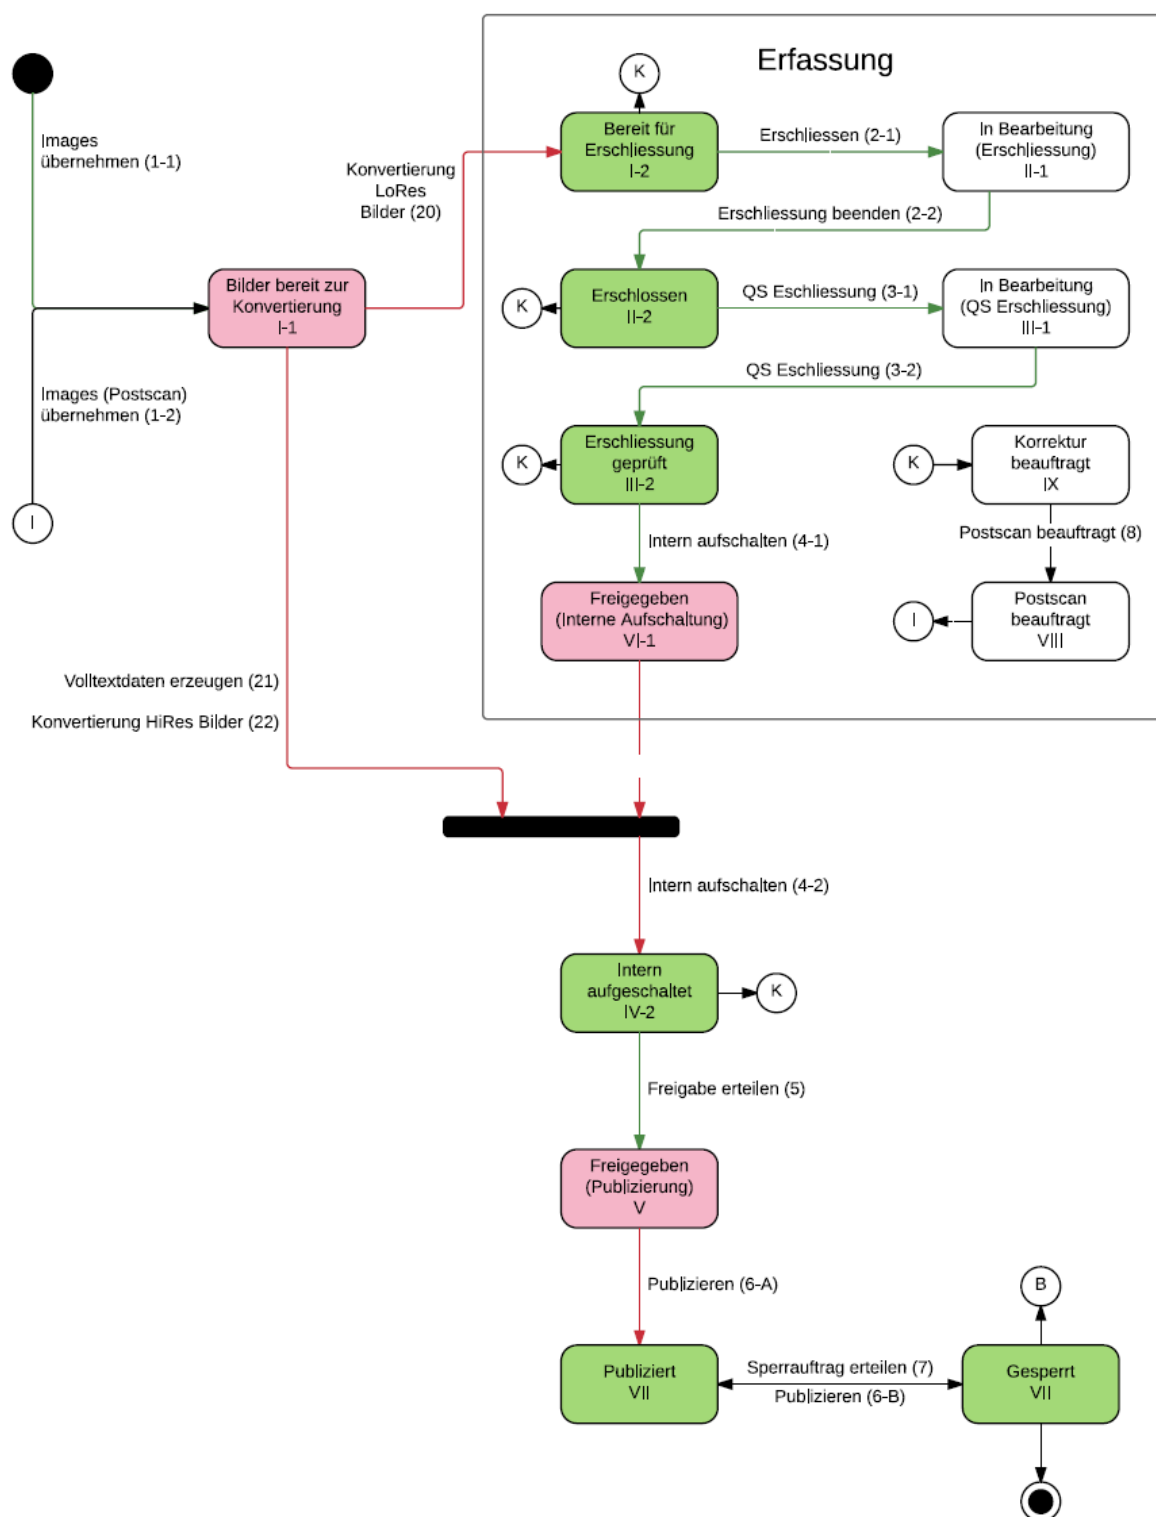 Erfassung
K
Images
übernehmen (1-1)
Bereit für
Erschliessung
I-2
Erschliessen (2-1)
In Bearbeitung
(Erschliessung)
II-1
Konvertierung
LoRes
Bilder (20)
Erschliessung beenden (2-2)
Bilder bereit zur
Konvertierung
I-1
K
Erschlossen
II-2
QS Eschliessung (3-1)
In Bearbeitung
(QS Erschliessung)
III-1
QS Eschliessung (3-2)
Images (Postscan)
übernehmen (1-2)
I
K
Erschliessung
geprüft
III-2
K
Korrektur
beauftragt
IX
Intern aufschalten (4-1)
Postscan beauftragt (8)
Freigegeben
(Interne Aufschaltung)
VI-1
I
Postscan
beauftragt
VIII
Volltextdaten erzeugen (21)
Konvertierung HiRes Bilder (22)
Intern aufschalten (4-2)
Intern
aufgeschaltet
IV-2
K
Freigabe erteilen (5)
Freigegeben
(Publizierung)
V
Publizieren (6-A)
B
Publiziert
VII
Sperrauftrag erteilen (7)
Publizieren (6-B)
Gesperrt
VII